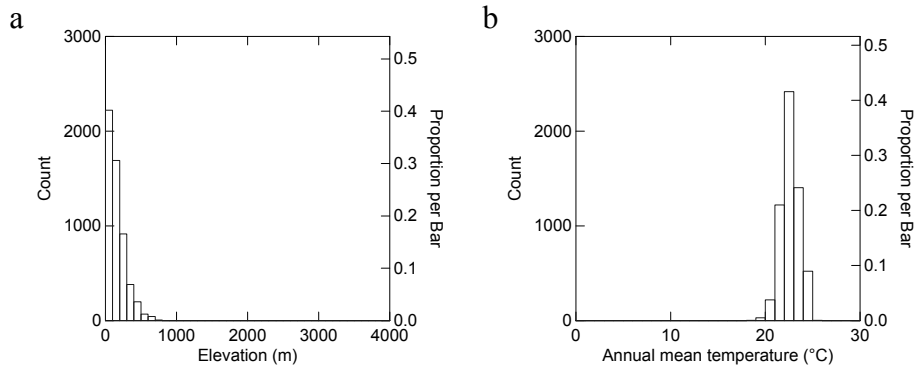 a
3000
2000
1000
0
Count
0.5
0.4
0.3
0.2
0.1
0.0
Proportion per Bar
0 1000 2000 3000 4000
Elevation (m)
b
3000
2000
1000
0
Count
0.5
0.4
0.3
0.2
0.1
0.0
Proportion per Bar
0 10 20 30
Annual mean temperature (°C)